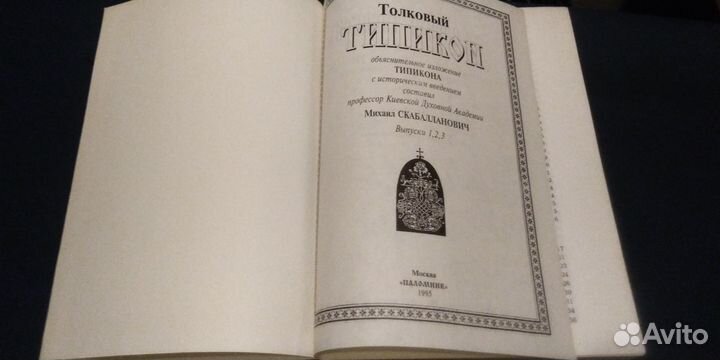 Толковый
ТИПИКОН
объяснительное изложение
ТИПИКОНА
с историческим введением
составил
профессор Киевской Духовной Академии
Михаил СКАБАЛЛАНОВИЧ
Выпуски 1,2,3
Москва
«ПАЛОМНИК»
1995
Avito